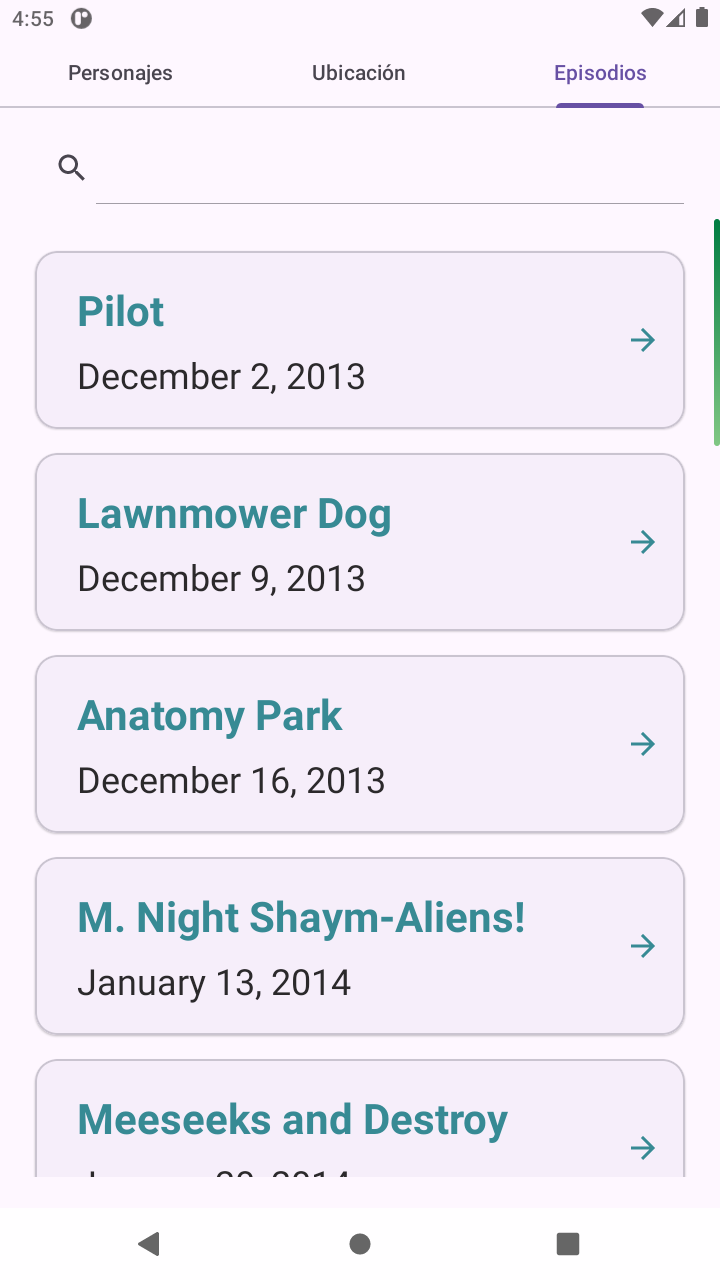 4:55
Personajes Ubicación Episodios
Pilot
December 2, 2013
Lawnmower Dog
December 9, 2013
Anatomy Park
December 16, 2013
M. Night Shaym-Aliens!
January 13, 2014
Meeseeks and Destroy